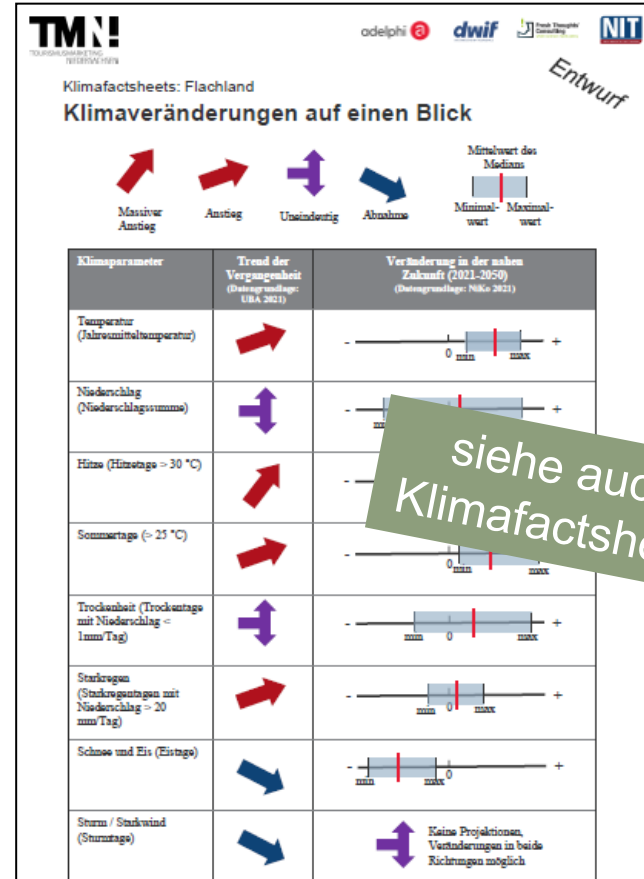 TMN!
TOURISMUSMARKETING
NIEDERSACHSEN
adelphi
dwif
Fresh Thoughts
Consulting
NIT
Entwurf
Klimafactsheets: Flachland
Klimaveränderungen auf einen Blick
Massiver
Anstieg
Anstieg
Uneindeutig
Abnahme
Mittelwert des
Medians
Minimal-
wert
Maximal-
wert
Klimaparameter
Trend der
Vergangenheit
(Datengrundlage:
UBA 2021)
Veränderung in der nahen
Zukunft (2021-2050)
(Datengrundlage: NiKo 2021)
Temperatur
(Jahresmitteltemperatur)
- 0 min max +
Niederschlag
(Niederschlagssumme)
- +
Hitze (Hitzetage > 30 °C)
-
siehe auc
Klimafactshe
Sommertage (> 25 °C)
- 0 min max
Trockenheit (Trockentage
mit Niederschlag <
1mm/Tag)
- min 0 max +
Starkregen
(Starkregentagen mit
Niederschlag > 20
mm/Tag)
- min 0 max +
Schnee und Eis (Eistage)
- min max 0 +
Sturm / Starkwind
(Sturmtage)
Keine Projektionen,
Veränderungen in beide
Richtungen möglich